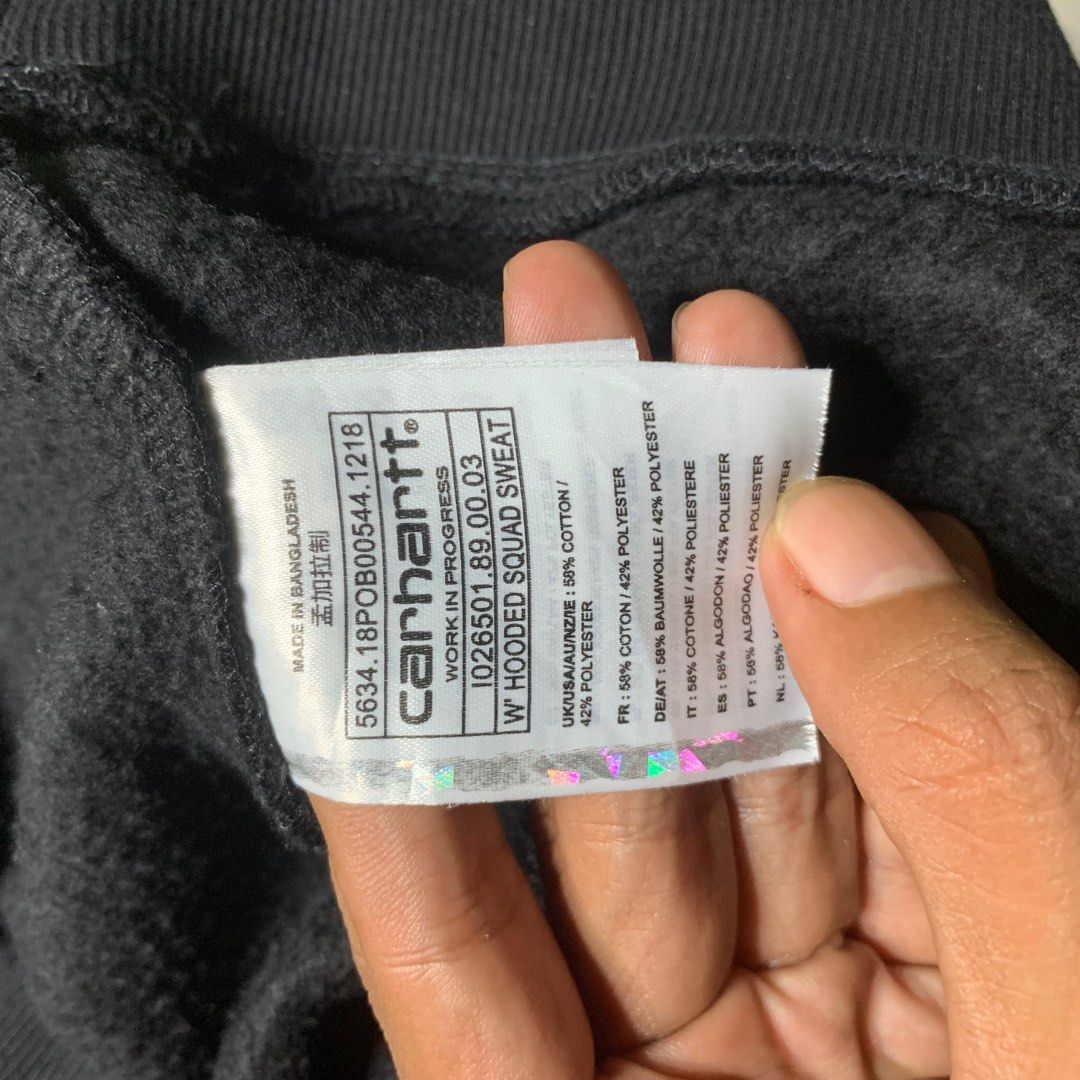 MADE IN BANGLADESH
孟加拉制
5634.18POB00544.1218
carhartt®
WORK IN PROGRESS
I026501.89.00.03
W' HOODED SQUAD SWEAT
UK/USA/AU/NZ/IE : 58% COTTON /
42% POLYESTER
FR : 58% COTON / 42% POLYESTER
DE/AT : 58% BAUMWOLLE / 42% POLYESTER
IT : 58% COTONE / 42% POLIESTERE
ES : 58% ALGODON / 42% POLIESTER
PT : 58% ALGODAO / 42% POLIESTER
NL : 58%